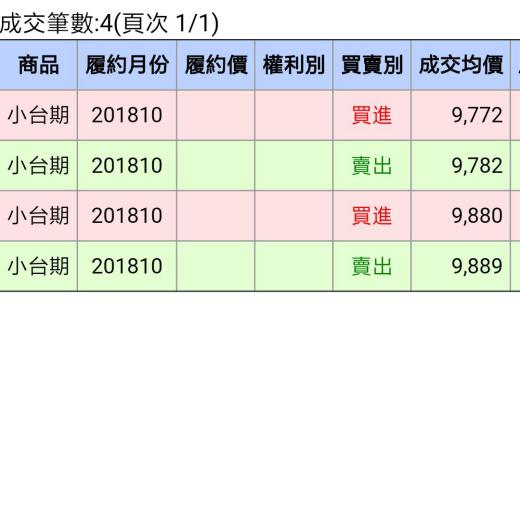 成交筆數:4(頁次 1/1)
商品 履約月份 履約價 權利別 買賣別 成交均價
小台期 201810 買進 9,772
小台期 201810 賣出 9,782
小台期 201810 買進 9,880
小台期 201810 賣出 9,889